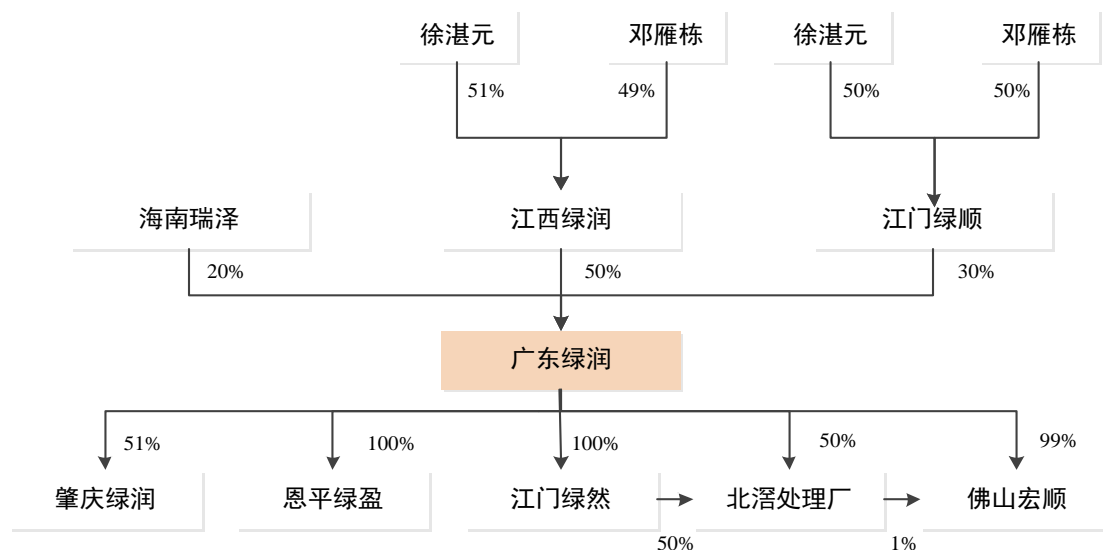 徐湛元
邓雁栋
徐湛元
邓雁栋
51%
49%
50%
50%
海南瑞泽
江西绿润
江门绿顺
20%
50%
30%
广东绿润
51%
100%
100%
50%
99%
肇庆绿润
恩平绿盈
江门绿然
北滘处理厂
佛山宏顺
50%
1%